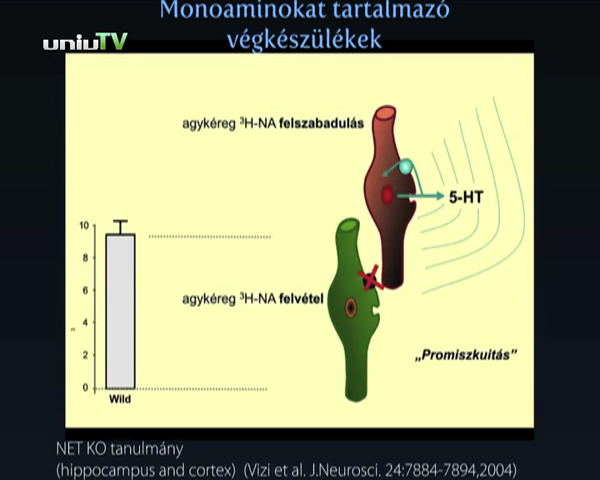 Monoaminokat tartalmazó
végkészülékek
uniuTV
agykéreg ³H-NA felszabadulás
5-HT
10
8
6
4
2
0
Wild
agykéreg ³H-NA felvétel
„Promiszkuitás”
NET KO tanulmány
(hippocampus and cortex) (Vizi et al. J.Neurosci. 24:7884-7894,2004)